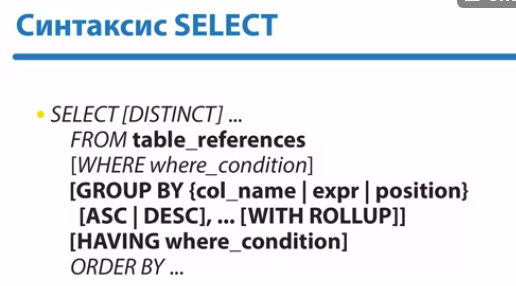 Синтаксис SELECT
• SELECT [DISTINCT] ...
FROM table_references
[WHERE where_condition]
[GROUP BY {col_name | expr | position}
[ASC | DESC], ... [WITH ROLLUP]]
[HAVING where_condition]
ORDER BY ...